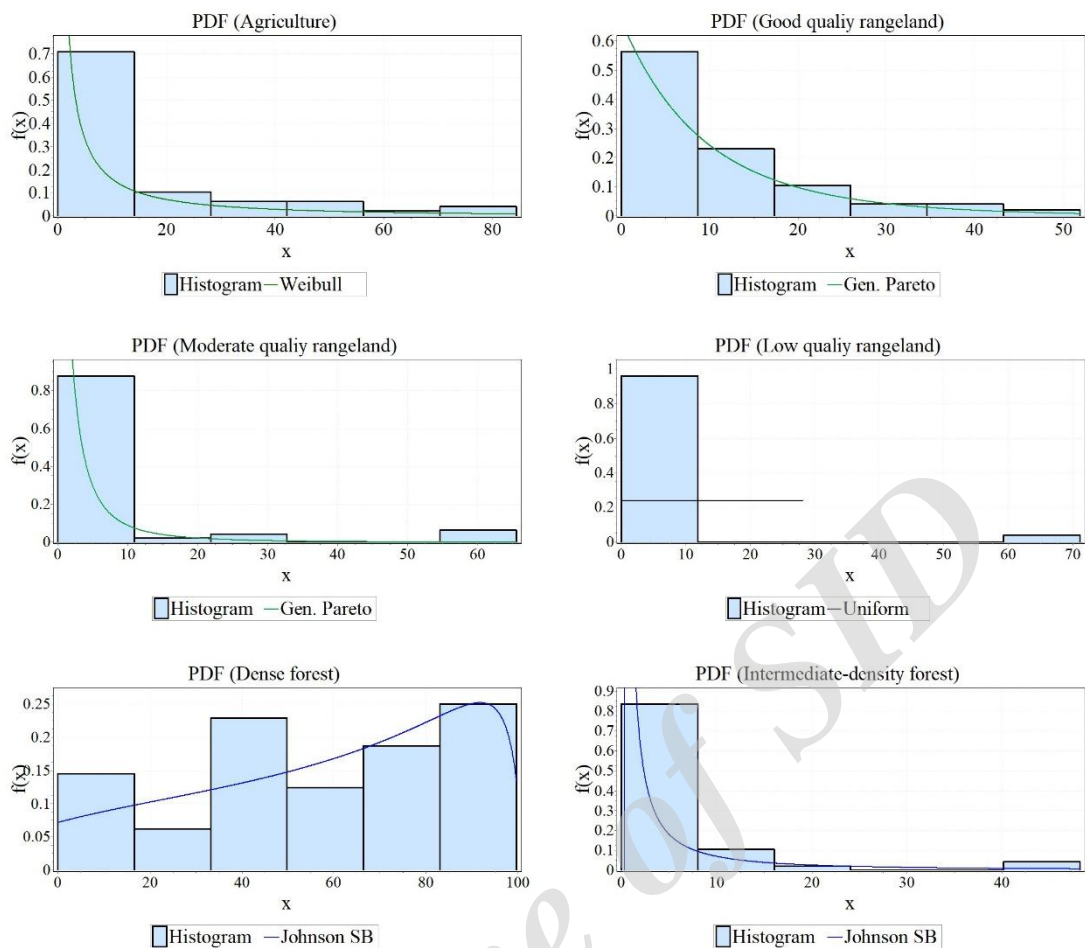 PDF (Agriculture)
f(x)
0.7
0.6
0.5
0.4
0.3
0.2
0.1
0
0 20 40 60 80
x
Histogram Weibull
PDF (Good qualiy rangeland)
f(x)
0.6
0.5
0.4
0.3
0.2
0.1
0
0 10 20 30 40 50
x
Histogram Gen. Pareto
PDF (Moderate qualiy rangeland)
f(x)
0.8
0.6
0.4
0.2
0
0 10 20 30 40 50 60
x
Histogram Gen. Pareto
PDF (Low qualiy rangeland)
f(x)
1
0.8
0.6
0.4
0.2
0
0 10 20 30 40 50 60 70
x
Histogram Uniform
PDF (Dense forest)
f(x)
0.25
0.2
0.15
0.1
0.05
0
0 20 40 60 80 100
x
Histogram Johnson SB
PDF (Intermediate-density forest)
f(x)
0.9
0.8
0.7
0.6
0.5
0.4
0.3
0.2
0.1
0
0 10 20 30 40
x
Histogram Johnson SB
of SID